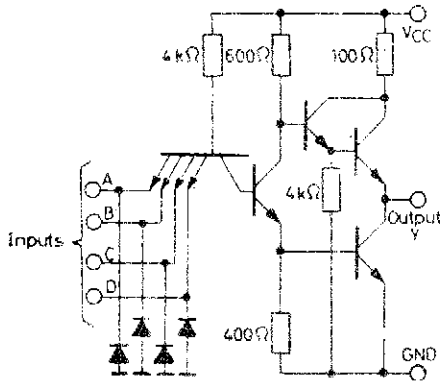 4kΩ 600Ω 100Ω
VCC
A
B
Inputs
C
D
4kΩ
Output
Y
400Ω
GND